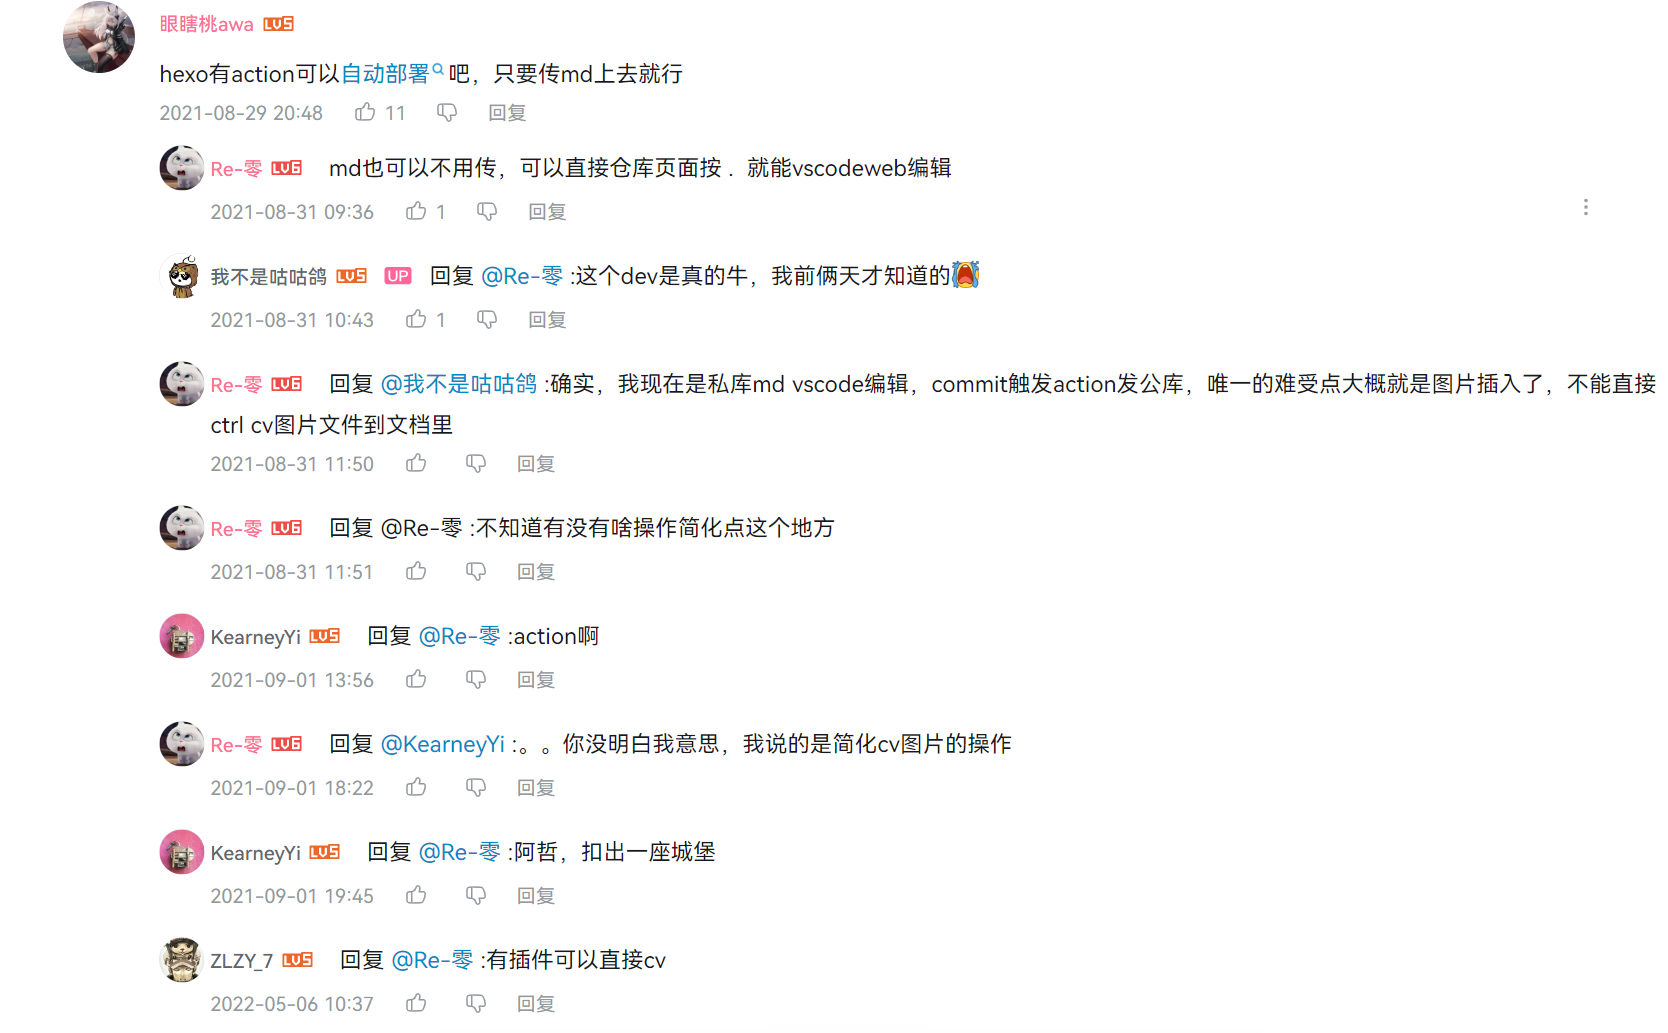 眼瞎桃awa LV5
hexo有action可以自动部署吧，只要传md上去就行
2021-08-29 20:48 11 回复
Re-零 LV6 md也可以不用传，可以直接仓库页面按 . 就能vscodeweb编辑
2021-08-31 09:36 1 回复
我不是咕咕鸽 LV5 UP 回复 @Re-零 :这个dev是真的牛，我前俩天才知道的
2021-08-31 10:43 1 回复
Re-零 LV6 回复 @我不是咕咕鸽 :确实，我现在是私库md vscode编辑，commit触发action发公库，唯一的难受点大概就是图片插入了，不能直接
ctrl cv图片文件到文档里
2021-08-31 11:50 回复
Re-零 LV6 回复 @Re-零 :不知道有没有啥操作简化点这个地方
2021-08-31 11:51 回复
KearneyYi LV5 回复 @Re-零 :action啊
2021-09-01 13:56 回复
Re-零 LV6 回复 @KearneyYi :。。你没明白我意思，我说的是简化cv图片的操作
2021-09-01 18:22 回复
KearneyYi LV5 回复 @Re-零 :阿哲，扣出一座城堡
2021-09-01 19:45 回复
ZLZY_7 LV5 回复 @Re-零 :有插件可以直接cv
2022-05-06 10:37 回复